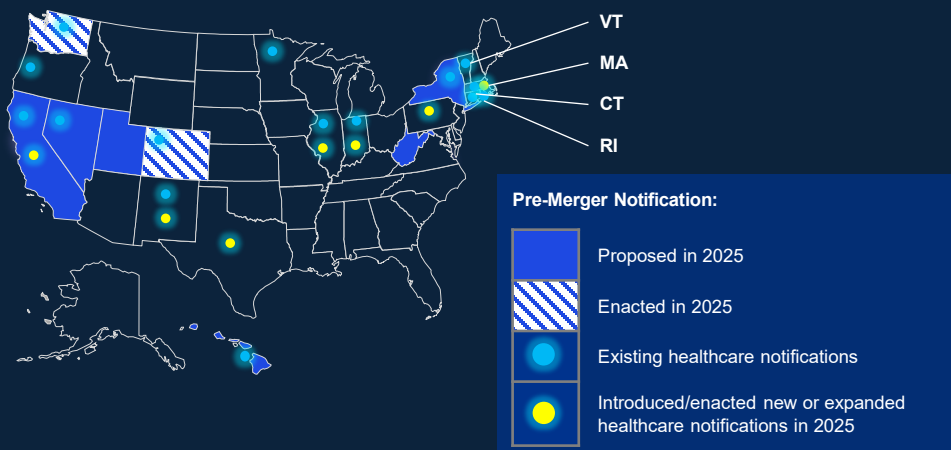 VT
MA
CT
RI
Pre-Merger Notification:
Proposed in 2025
Enacted in 2025
Existing healthcare notifications
Introduced/enacted new or expanded
healthcare notifications in 2025